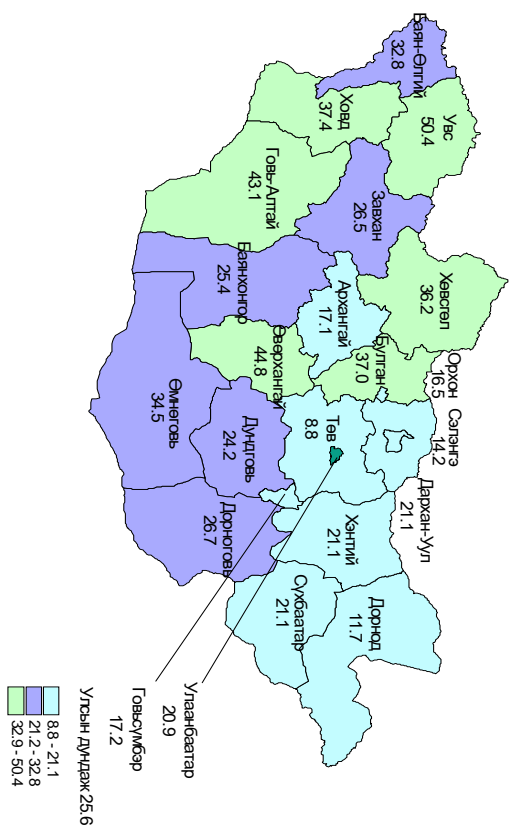 Баян-Өлгий
32.8
Увс
50.4
Ховд
37.4
Говь-Алтай
43.1
Завхан
26.5
Хөвсгөл
36.2
Баянхонгор
25.4
Архангай
17.1
Булган
37.0
Орхон
16.5
Сэлэнгэ
14.2
Дархан-Уул
21.1
Өверхангай
44.8
Төв
8.8
Өмнөговь
34.5
Дундговь
24.2
Дорноговь
26.7
Хэнтий
21.1
Сүхбаатар
21.1
Дорнод
11.7
Улаанбаатар
20.9
Говьсүмбэр
17.2
Улсын дундаж 25.6
8.8 - 21.1
21.2 - 32.8
32.9 - 50.4